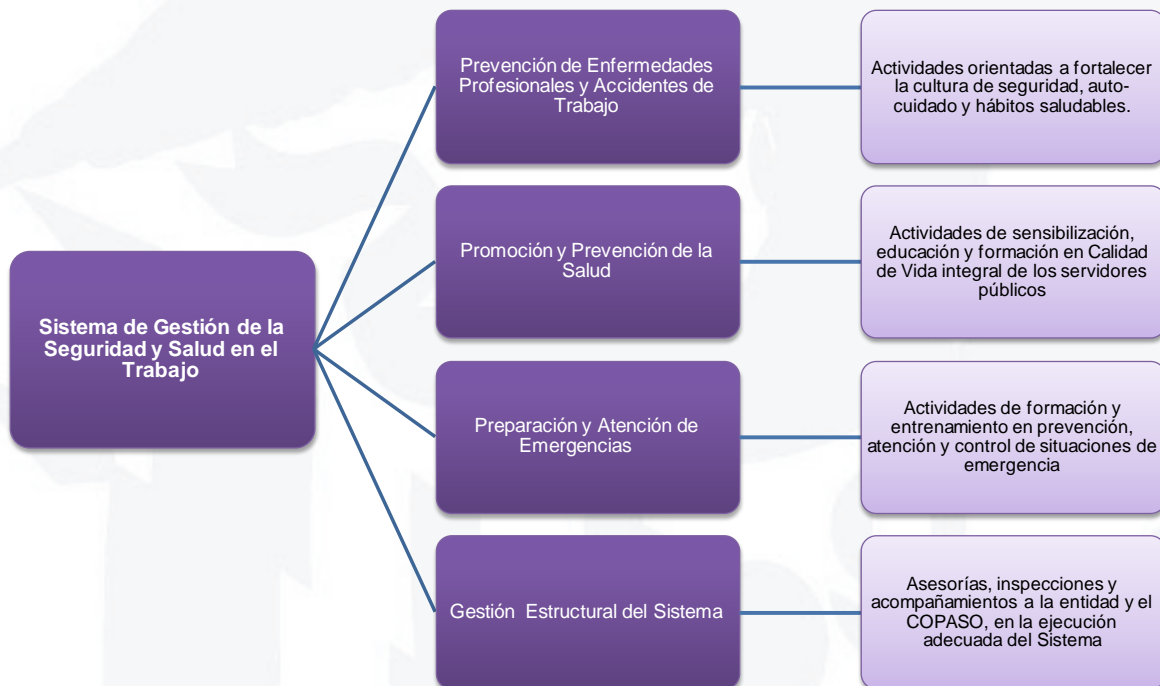 Sistema de Gestión de la
Seguridad y Salud en el
Trabajo
Prevención de Enfermedades
Profesionales y Accidentes de
Trabajo
Actividades orientadas a fortalecer
la cultura de seguridad, auto-
cuidado y hábitos saludables.
Promoción y Prevención de la
Salud
Actividades de sensibilización,
educación y formación en Calidad
de Vida integral de los servidores
públicos
Preparación y Atención de
Emergencias
Actividades de formación y
entrenamiento en prevención,
atención y control de situaciones de
emergencia
Gestión Estructural del Sistema
Asesorías, inspecciones y
acompañamientos a la entidad y el
COPASO, en la ejecución
adecuada del Sistema